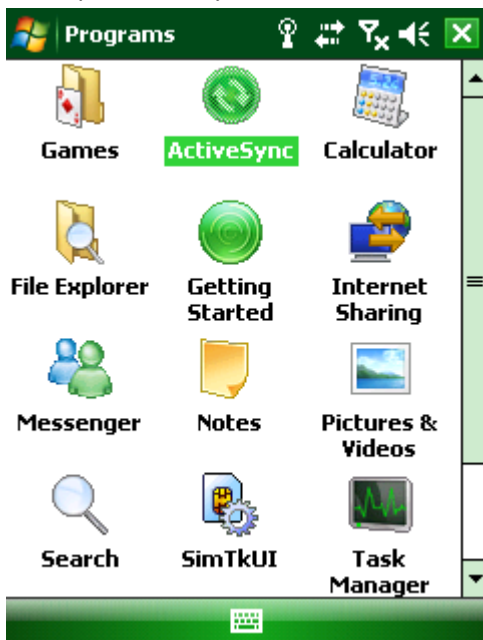 Programs
Games ActiveSync Calculator
File Explorer Getting Started Internet Sharing
Messenger Notes Pictures & Videos
Search SimTkUI Task Manager